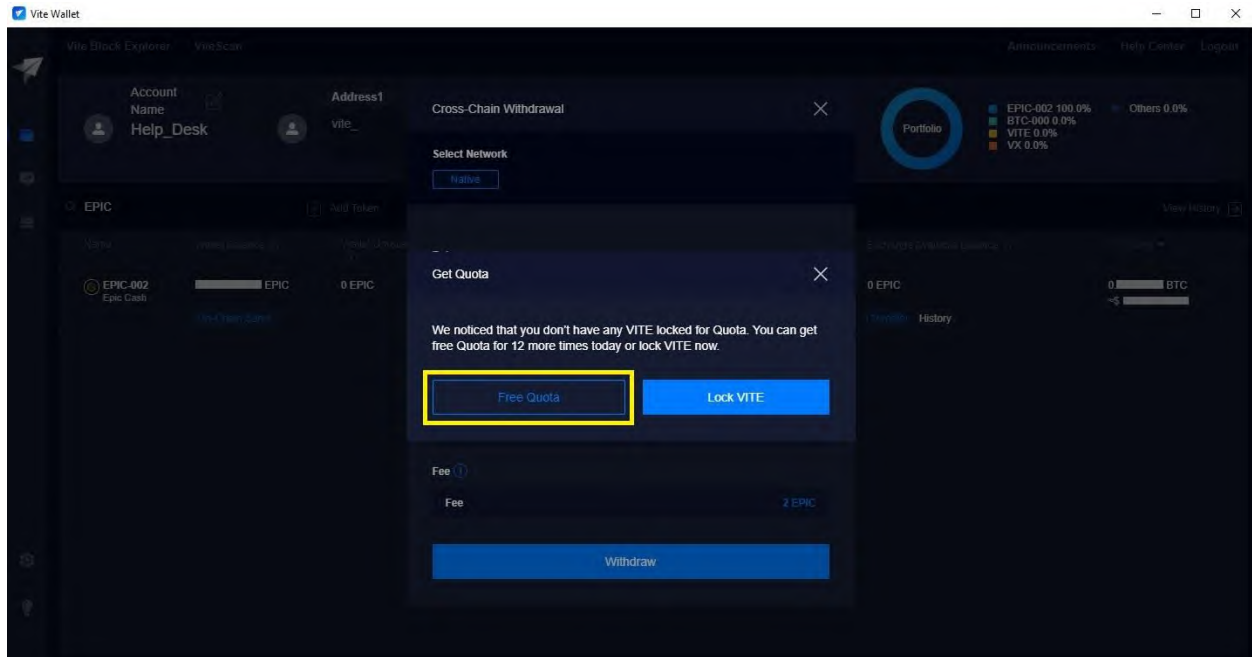 Vite Wallet
Vite Block Explorer ViteScan
Announcements Help Center Logout
Account
Name
Help_Desk
Address1
vite_
Cross-Chain Withdrawal
Select Network
Native
Portfolio
EPIC-002 100.0% Others 0.0%
BTC-000 0.0%
VITE 0.0%
VX 0.0%
EPIC
Add Token
View History
Name
EPIC-002
Epic Cash
EPIC
0 EPIC
0 EPIC
0. BTC
~$
History
Get Quota
We noticed that you don't have any VITE locked for Quota. You can get
free Quota for 12 more times today or lock VITE now.
Free Quota Lock VITE
Fee
Fee 2 EPIC
Withdraw